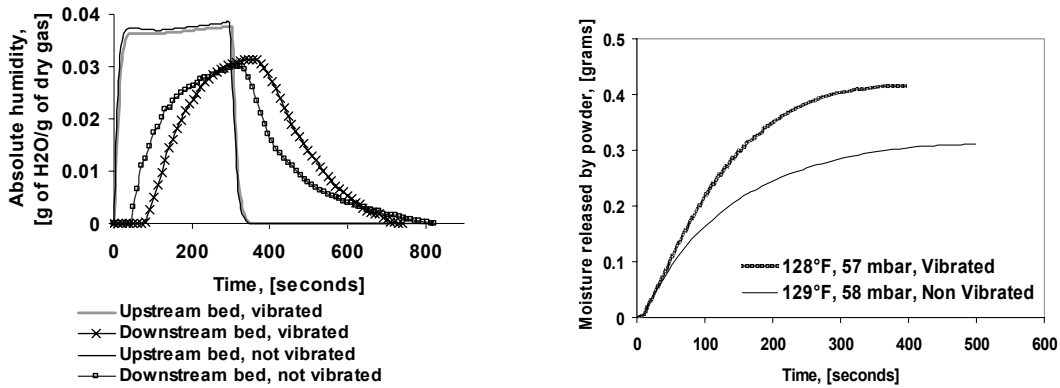 Absolute humidity,
[g of H2O/g of dry gas]
0.04
0.03
0.02
0.01
0
0 200 400 600 800
Time, [seconds]
Upstream bed, vibrated
Downstream bed, vibrated
Upstream bed, not vibrated
Downstream bed, not vibrated
Moisture released by powder, [grams]
0.5
0.4
0.3
0.2
0.1
0
128°F, 57 mbar, Vibrated
129°F, 58 mbar, Non Vibrated
0 100 200 300 400 500 600
Time, [seconds]